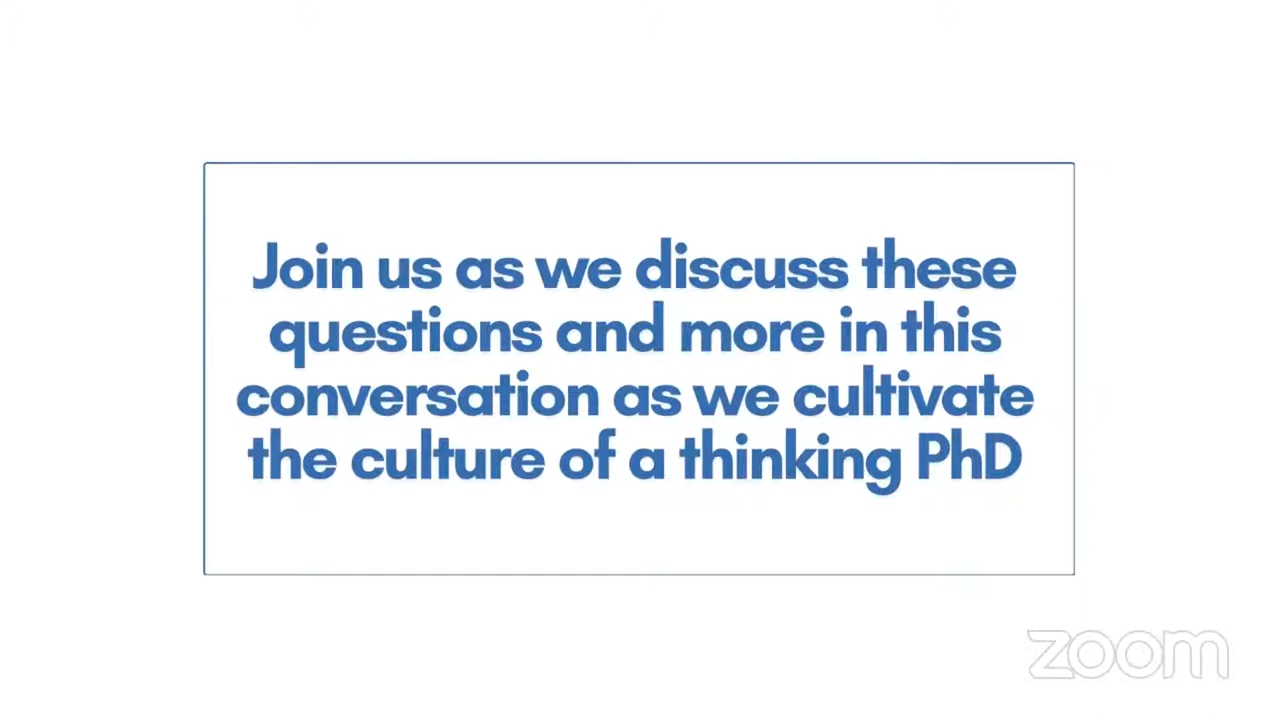 Join us as we discuss these
questions and more in this
conversation as we cultivate
the culture of a thinking PhD
zoom